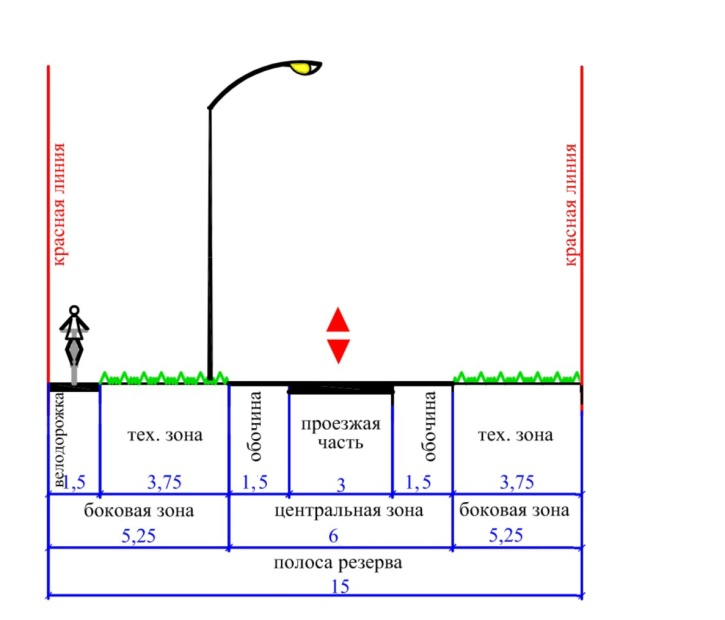 красная линия
красная линия
велодорожка
тех. зона
обочина
проезжая
часть
обочина
тех. зона
1,5
3,75
1,5
3
1,5
3,75
боковая зона
центральная зона
боковая зона
5,25
6
5,25
полоса резерва
15